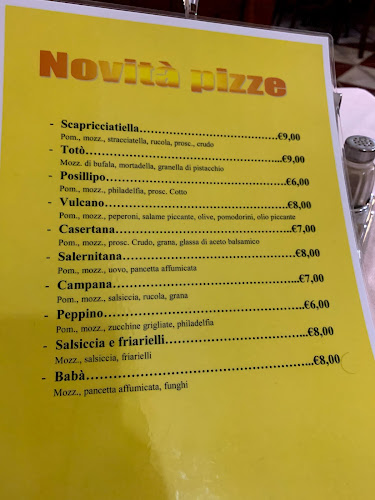 Novità pizze
- Scapricciatiella……………………………€9,00
Pom., mozz., stracciatella, rucola, prosc., crudo
- Totò…………………………………………...€9,00
Mozz. di bufala, mortadella, granella di pistacchio
- Posillipo……………………………………€6,00
Pom., mozz., philadelfia, prosc. Cotto
- Vulcano……………………………………..€8,00
Pom., mozz., peperoni, salame piccante, olive, pomodorini, olio piccante
- Casertana……………………………………€7,00
Pom., mozz., prosc. Crudo, grana, glassa di aceto balsamico
- Salernitana…………………………………€8,00
Pom., mozz., uovo, pancetta affumicata
- Campana……………………………………...€7,00
Pom., mozz., salsiccia, rucola, grana
- Peppino……………………………………€6,00
Pom., mozz., zucchine grigliate, philadelfia
- Salsiccia e friarielli………………………...€8,00
Mozz., salsiccia, friarielli
- Babà…………………………………………..€8,00
Mozz., pancetta affumicata, funghi